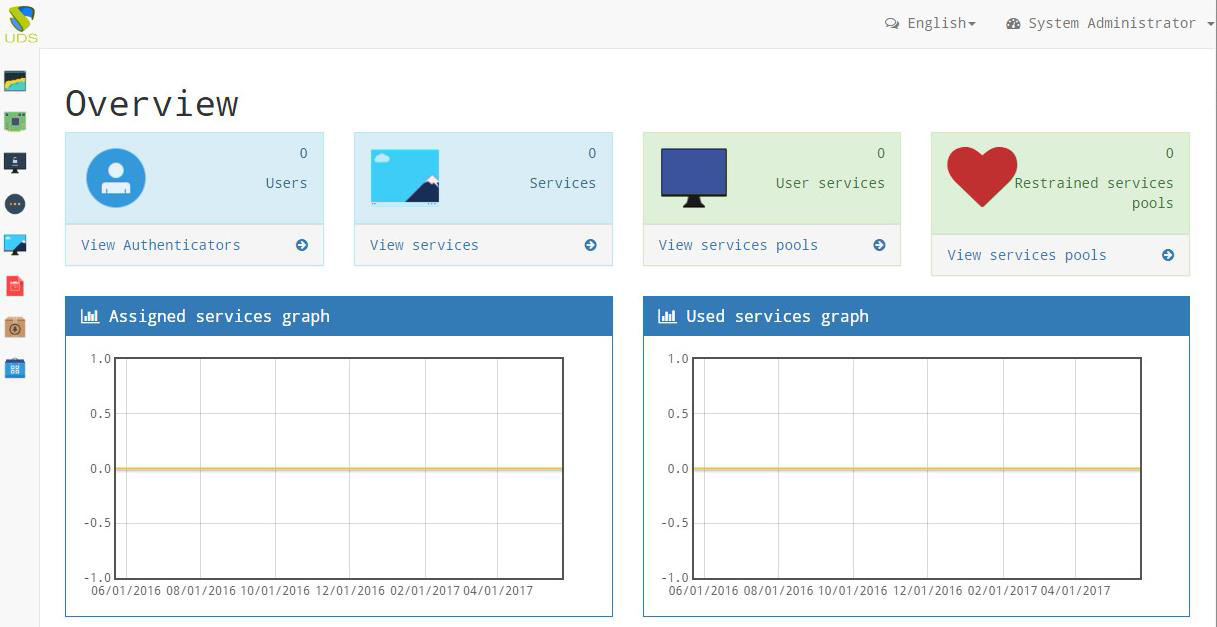 UDS
English
System Administrator
Overview
0
Users
View Authenticators
0
Services
View services
0
User services
View services pools
0
Restrained services
pools
View services pools
Assigned services graph
1.0
0.5
0.0
-0.5
-1.0
06/01/2016 08/01/2016 10/01/2016 12/01/2016 02/01/2017 04/01/2017
Used services graph
1.0
0.5
0.0
-0.5
-1.0
06/01/2016 08/01/2016 10/01/2016 12/01/2016 02/01/2017 04/01/2017